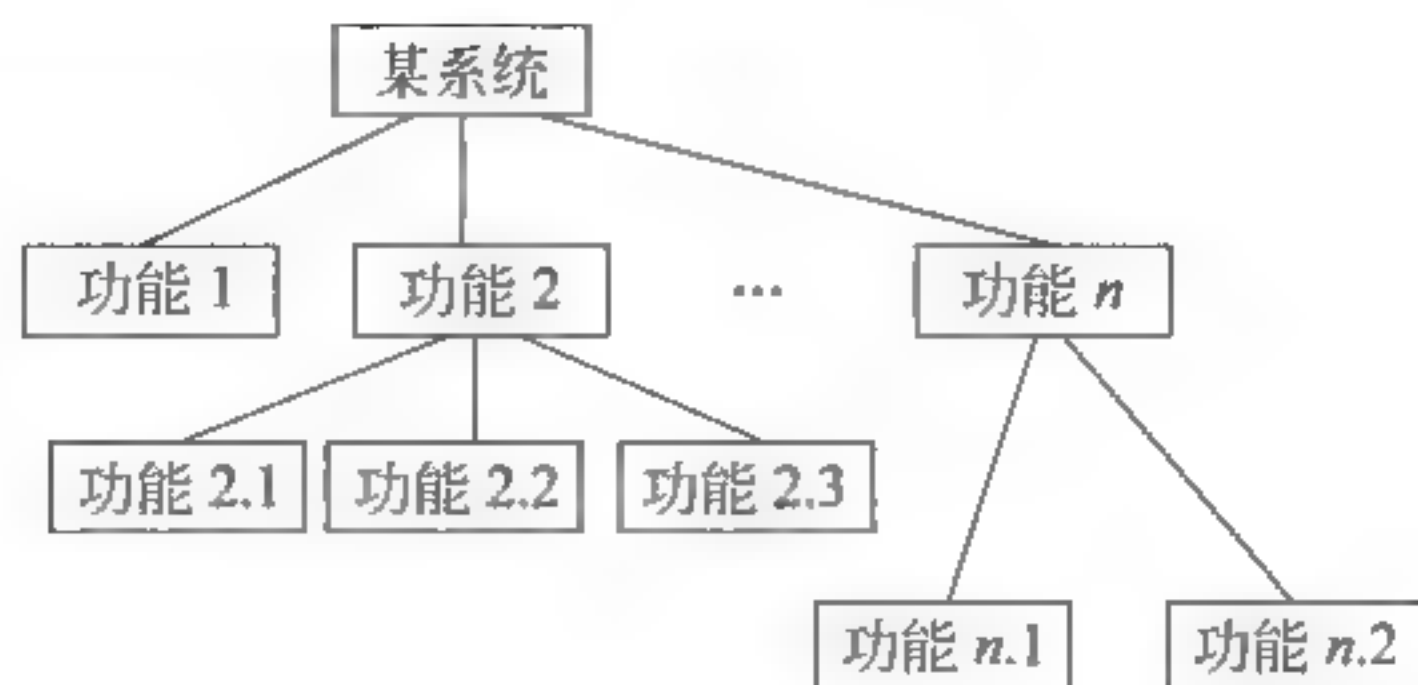 某系统
功能 1
功能 2
...
功能 n
功能 2.1
功能 2.2
功能 2.3
功能 n.1
功能 n.2